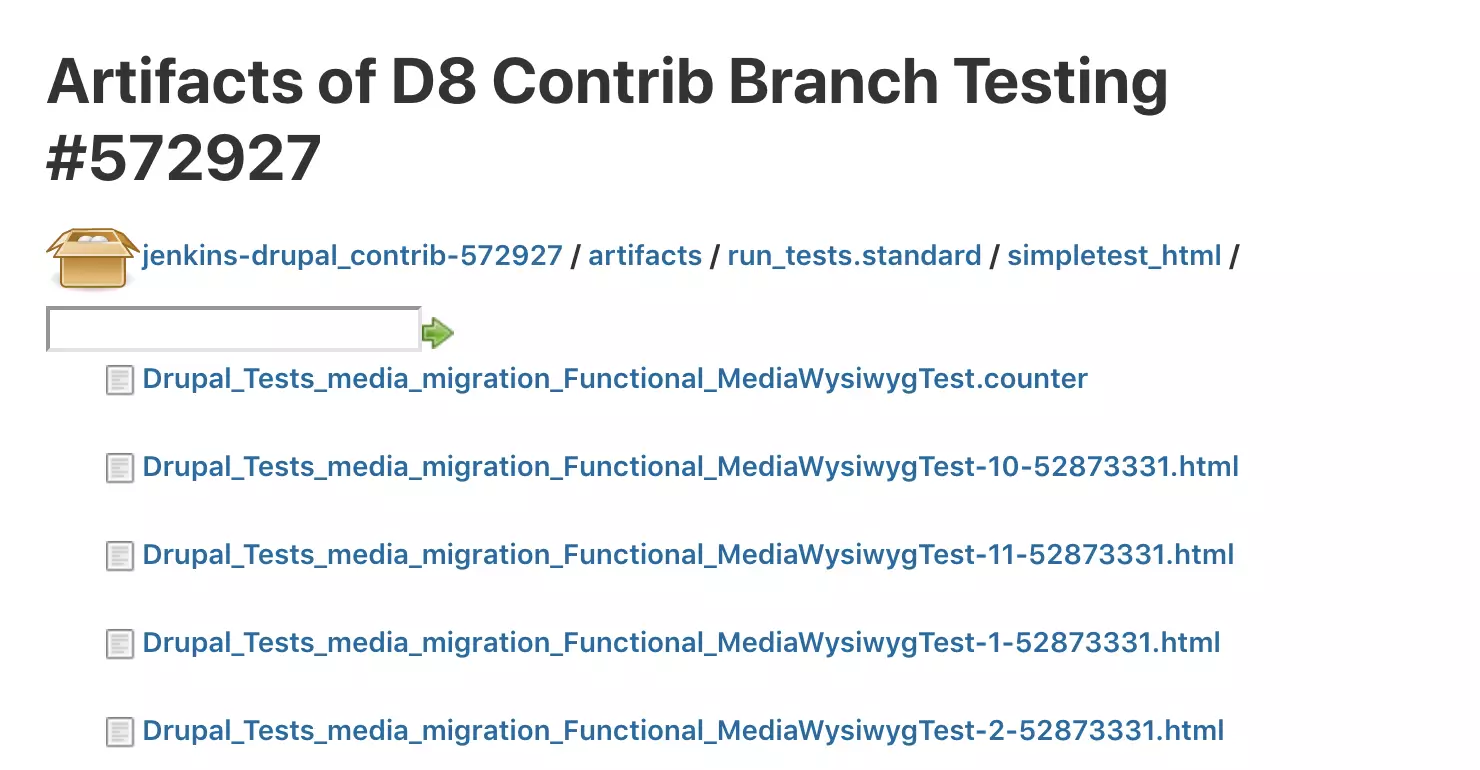 Artifacts of D8 Contrib Branch Testing
#572927
jenkins-drupal_contrib-572927 / artifacts / run_tests.standard / simpletest_html /
Drupal_Tests_media_migration_Functional_MediaWysiwygTest.counter
Drupal_Tests_media_migration_Functional_MediaWysiwygTest-10-52873331.html
Drupal_Tests_media_migration_Functional_MediaWysiwygTest-11-52873331.html
Drupal_Tests_media_migration_Functional_MediaWysiwygTest-1-52873331.html
Drupal_Tests_media_migration_Functional_MediaWysiwygTest-2-52873331.html